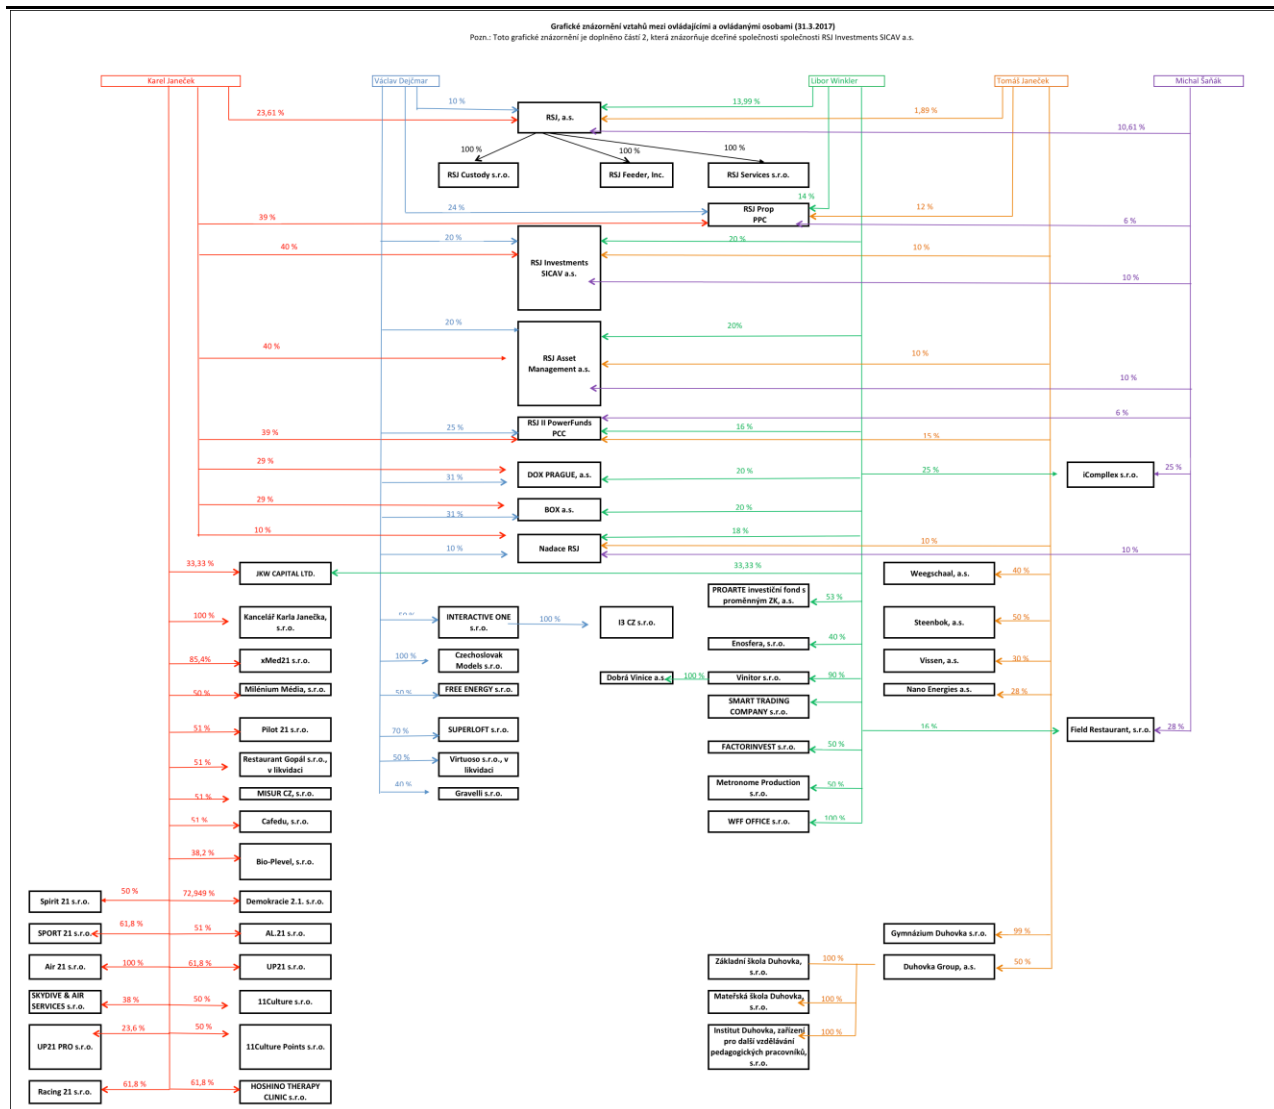 Grafické znázornění vztahů mezi ovládajícími a ovládanými osobami (31.3.2017)
Pozn.: Toto grafické znázornění je doplněno částí 2, která znázorňuje dceřiné společnosti společnosti RSJ Investments SICAV a.s.
Karel Janeček
Václav Dejčmar
Libor Winkler
Tomáš Janeček
Michal Šaňák
10 %
13,99 %
23,61 %
RSJ, a.s.
1,89 %
10,61 %
100 %
100 %
100 %
RSJ Custody s.r.o.
RSJ Feeder, Inc.
RSJ Services s.r.o.
14 %
24 %
RSJ Prop
PPC
12 %
39 %
6 %
20 %
20 %
40 %
RSJ Investments
SICAV a.s.
10 %
10 %
20 %
20%
40 %
RSJ Asset
Management a.s.
10 %
10 %
6 %
25 %
RSJ II PowerFunds
PCC
16 %
39 %
15 %
29 %
31 %
DOX PRAGUE, a.s.
20 %
25 %
iCompllex s.r.o.
25 %
29 %
31 %
BOX a.s.
20 %
10 %
18 %
10 %
Nadace RSJ
10 %
10 %
33,33 %
JKW CAPITAL LTD.
33,33 %
Weegschaal, a.s.
40 %
PROARTE investiční fond s
proměnným ZK, a.s.
53 %
100 %
Kancelář Karla Janečka,
s.r.o.
50 %
INTERACTIVE ONE
s.r.o.
100 %
I3 CZ s.r.o.
Steenbok, a.s.
50 %
Enosfera, s.r.o.
40 %
85,4%
xMed21 s.r.o.
100 %
Czechoslovak
Models s.r.o.
Vissen, a.s.
30 %
Dobrá Vinice a.s.
100 %
Vinitor s.r.o.
90 %
50 %
Milénium Média, s.r.o.
50 %
FREE ENERGY s.r.o.
Nano Energies a.s.
28 %
SMART TRADING
COMPANY s.r.o.
51 %
Pilot 21 s.r.o.
70 %
SUPERLOFT s.r.o.
16 %
Field Restaurant, s.r.o.
28 %
FACTORINVEST s.r.o.
50 %
51 %
Restaurant Gopál s.r.o.,
v likvidaci
50 %
Virtuoso s.r.o., v
likvidaci
51 %
MISUR CZ, s.r.o.
40 %
Gravelli s.r.o.
Metronome Production
s.r.o.
50 %
51 %
Cafedu, s.r.o.
WFF OFFICE s.r.o.
100 %
38,2 %
Bio-Plevel, s.r.o.
Spirit 21 s.r.o.
50 %
72,949 %
Demokracie 2.1. s.r.o.
SPORT 21 s.r.o.
61,8 %
51 %
AL.21 s.r.o.
Gymnázium Duhovka s.r.o.
99 %
Air 21 s.r.o.
100 %
61,8 %
UP21 s.r.o.
Základní škola Duhovka,
s.r.o.
100 %
Duhovka Group, a.s.
50 %
SKYDIVE & AIR
SERVICES s.r.o.
38 %
50 %
11Culture s.r.o.
Mateřská škola Duhovka,
s.r.o.
100 %
UP21 PRO s.r.o.
23,6 %
50 %
11Culture Points s.r.o.
Institut Duhovka, zařízení
pro další vzdělávání
pedagogických pracovníků,
s.r.o.
100 %
Racing 21 s.r.o.
61,8 %
61,8 %
HOSHINO THERAPY
CLINIC s.r.o.